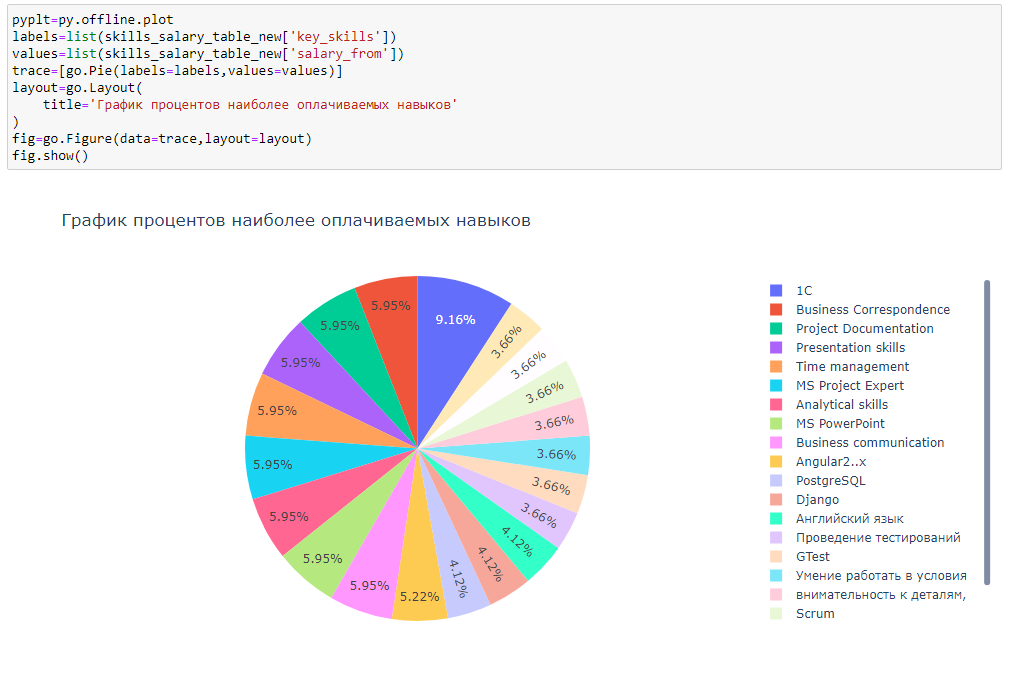 pyplt=py.offline.plot
labels=list(skills_salary_table_new['key_skills'])
values=list(skills_salary_table_new['salary_from'])
trace=[go.Pie(labels=labels,values=values)]
layout=go.Layout(
    title='График процентов наиболее оплачиваемых навыков'
)
fig=go.Figure(data=trace,layout=layout)
fig.show()
График процентов наиболее оплачиваемых навыков
9.16%
3.66%
3.66%
3.66%
3.66%
3.66%
3.66%
3.66%
4.12%
4.12%
4.12%
5.22%
5.95%
5.95%
5.95%
5.95%
5.95%
5.95%
5.95%
5.95%
1C
Business Correspondence
Project Documentation
Presentation skills
Time management
MS Project Expert
Analytical skills
MS PowerPoint
Business communication
Angular2..x
PostgreSQL
Django
Английский язык
Проведение тестирований
GTest
Умение работать в условия
внимательность к деталям,
Scrum